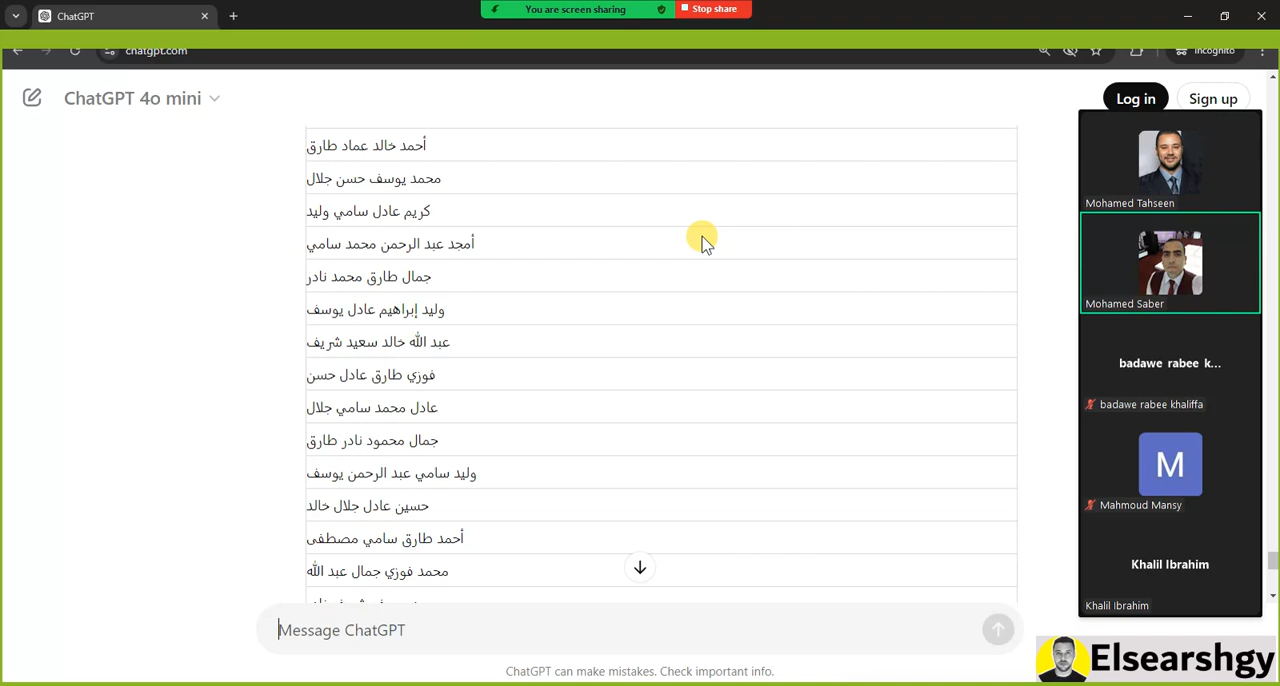 ChatGPT
You are screen sharing
Stop share
chatgpt.com
Incognito
ChatGPT 4o mini
Log in
Sign up
أحمد خالد عماد طارق
محمد يوسف حسن جلال
كريم عادل سامي وليد
أمجد عبد الرحمن محمد سامي
جمال طارق محمد نادر
وليد إبراهيم عادل يوسف
عبد الله خالد سعيد شريف
فوزي طارق عادل حسن
عادل محمد سامي جلال
جمال محمود نادر طارق
وليد سامي عبد الرحمن يوسف
حسين عادل جلال خالد
أحمد طارق سامي مصطفى
محمد فوزي جمال عبد الله
Message ChatGPT
ChatGPT can make mistakes. Check important info.
Mohamed Tahseen
Mohamed Saber
badawe rabee k...
badawe rabee khaliffa
M
Mahmoud Mansy
Khalil Ibrahim
Khalil Ibrahim
Elsearshgy